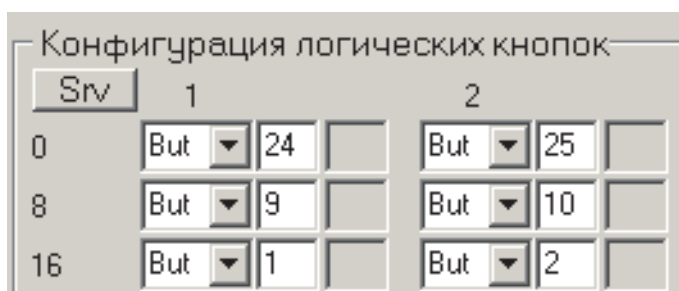 Конфигурация логических кнопок
Srv 1 2
0 But 24 But 25
8 But 9 But 10
16 But 1 But 2